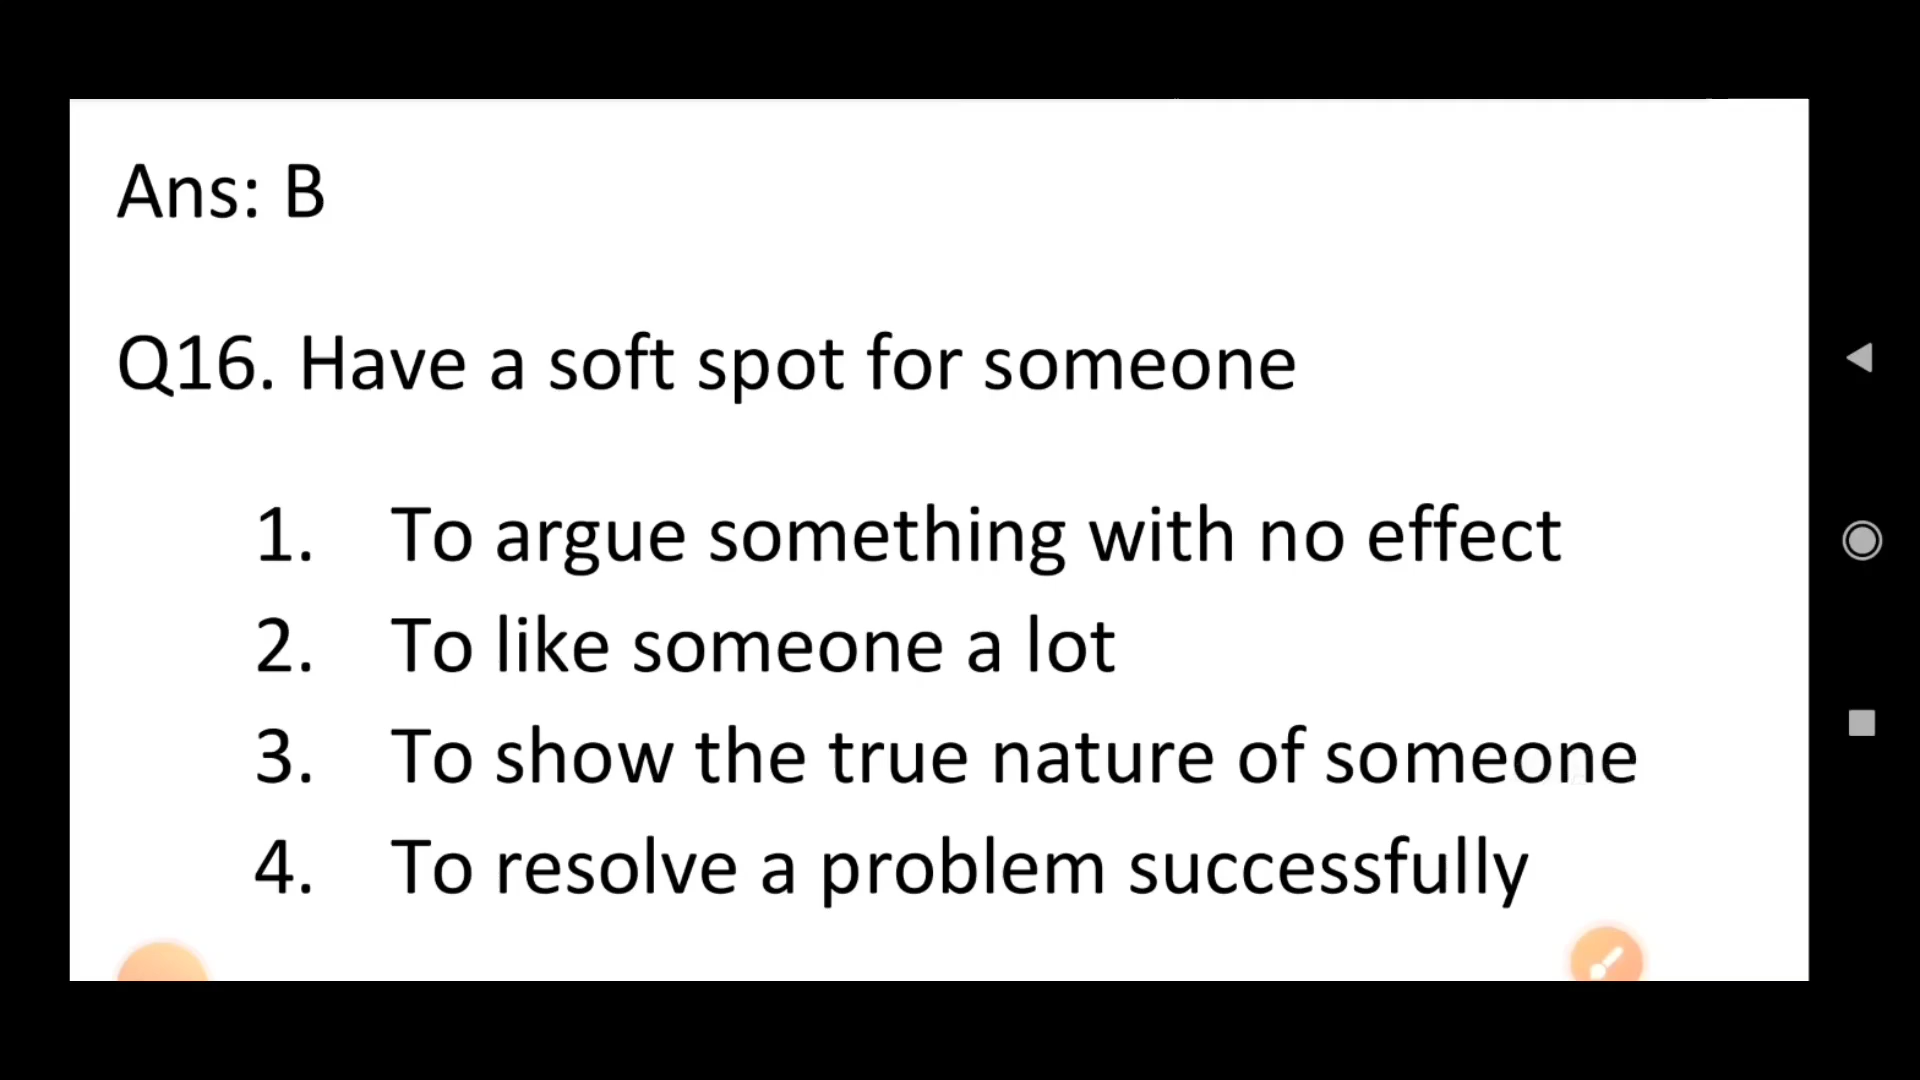 Ans: B
Q16. Have a soft spot for someone
1. To argue something with no effect
2. To like someone a lot
3. To show the true nature of someone
4. To resolve a problem successfully